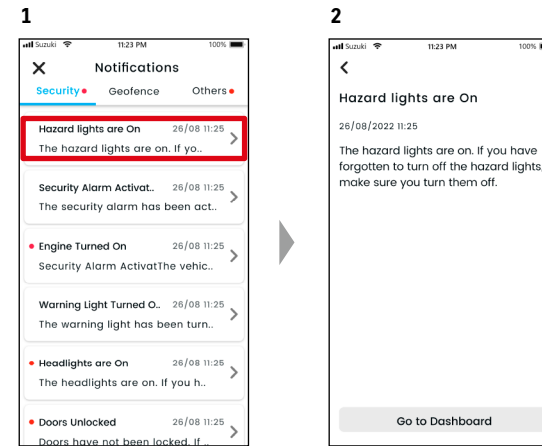 1
Suzuki 11:23 PM 100%
Notifications
Security Geofence Others
Hazard lights are On 26/08 11:25
The hazard lights are on. If yo..
Security Alarm Activat.. 26/08 11:25
The security alarm has been act..
Engine Turned On 26/08 11:25
Security Alarm ActivatThe vehic..
Warning Light Turned O.. 26/08 11:25
The warning light has been turn..
Headlights are On 26/08 11:25
The headlights are on. If you h..
Doors Unlocked 26/08 11:25
Doors have not been locked. If ..
2
Suzuki 11:23 PM 100%
Hazard lights are On
26/08/2022 11:25
The hazard lights are on. If you have
forgotten to turn off the hazard lights,
make sure you turn them off.
Go to Dashboard